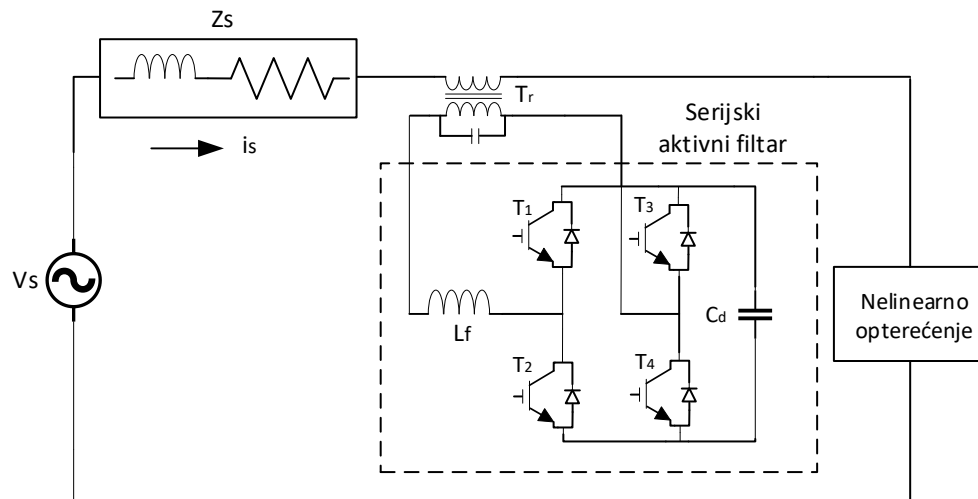 Zs
Tr
Serijski
aktivni filtar
is
T1
T3
Vs
Nelinearno
opterećenje
Lf
Cd
T2
T4